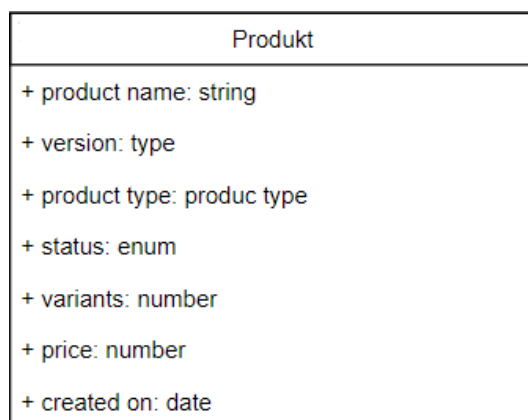 Produkt
+ product name: string
+ version: type
+ product type: produc type
+ status: enum
+ variants: number
+ price: number
+ created on: date